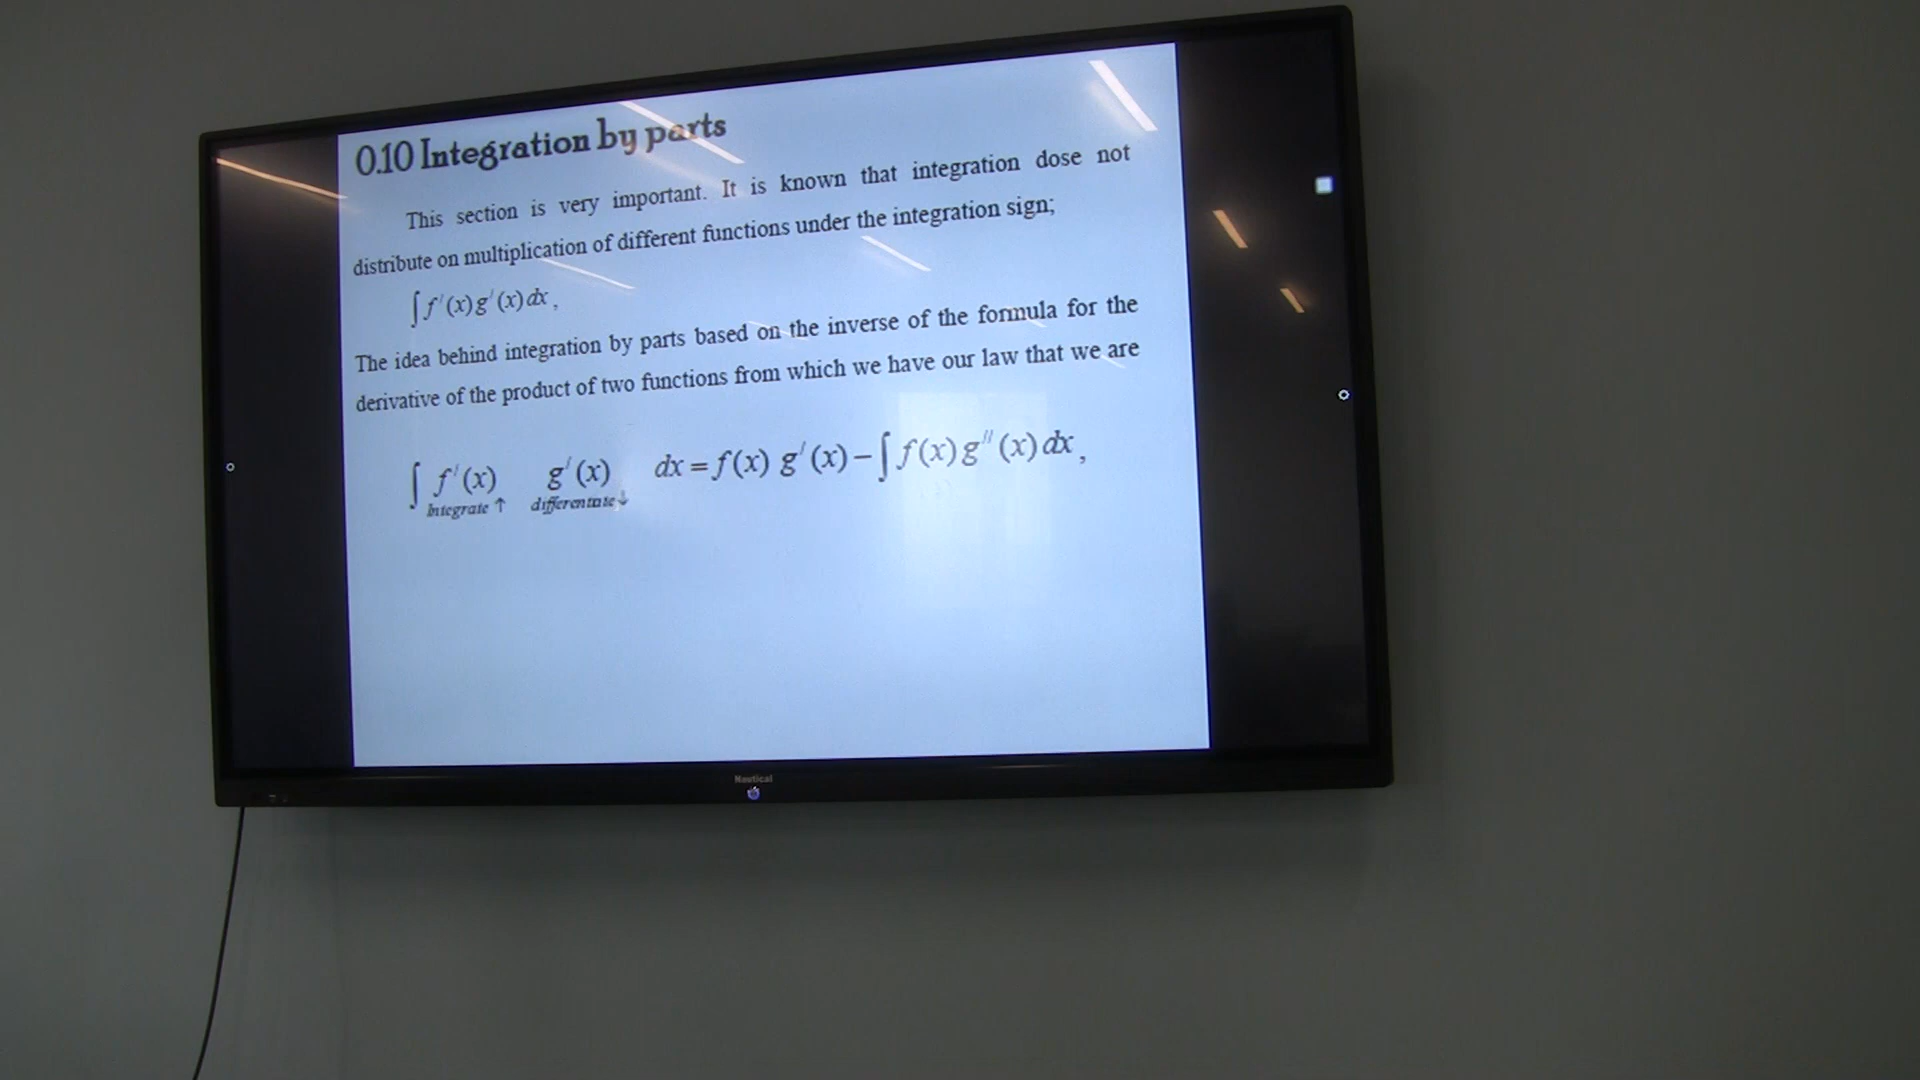 0.10 Integration by parts
This section is very important. It is known that integration dose not
distribute on multiplication of different functions under the integration sign;
∫ f′(x) g′(x) dx ,
The idea behind integration by parts based on the inverse of the formula for the
derivative of the product of two functions from which we have our law that we are
∫ f′(x) g′(x) dx = f(x) g′(x) − ∫ f(x) g″(x) dx ,
Integrate ↑ differentiate ↓
Nautical